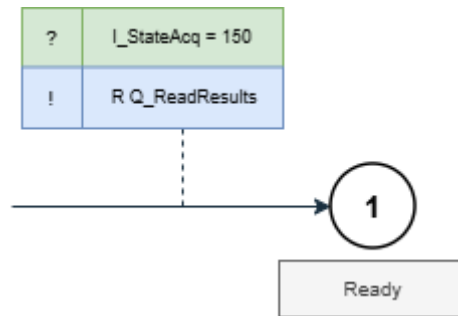 ? I_StateAcq = 150
! R Q_ReadResults
1
Ready